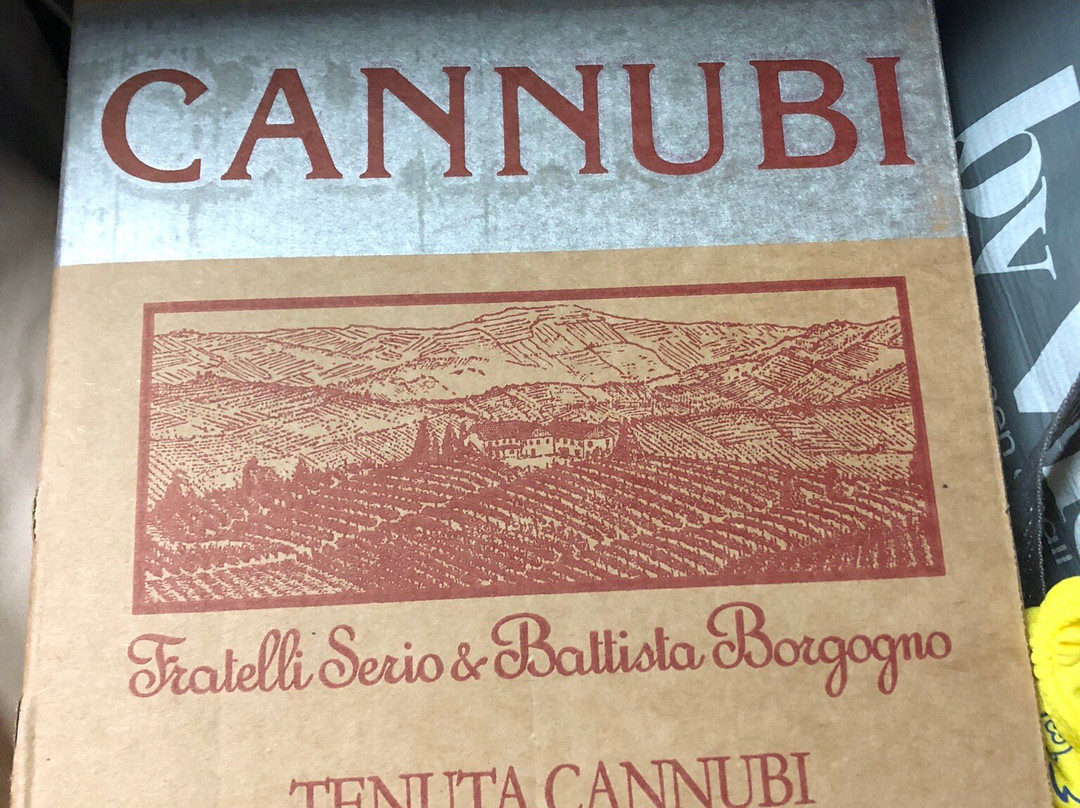 CANNUBI
Fratelli Serio & Battista Borgogno
TENUTA CANNUBI